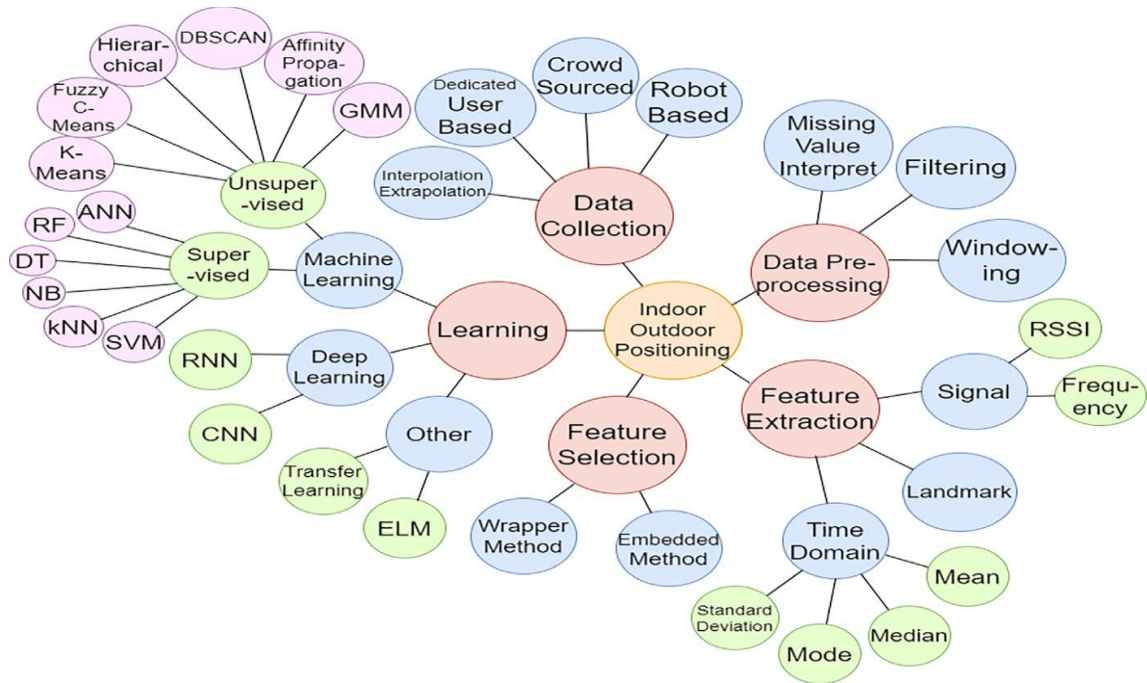 Hierar-
chical
DBSCAN
Affinity
Propa-
gation
Fuzzy
C-
Means
GMM
K-
Means
Unsuper
-vised
ANN
RF
DT
NB
kNN
SVM
Super
-vised
Machine
Learning
RNN
Deep
Learning
CNN
Other
Transfer
Learning
ELM
Learning
Crowd
Sourced
Dedicated
User
Based
Robot
Based
Interpolation
Extrapolation
Data
Collection
Missing
Value
Interpret
Filtering
Window-
ing
Data Pre-
processing
Indoor
Outdoor
Positioning
RSSI
Signal
Frequ-
ency
Feature
Extraction
Landmark
Time
Domain
Mean
Median
Mode
Standard
Deviation
Feature
Selection
Wrapper
Method
Embedded
Method